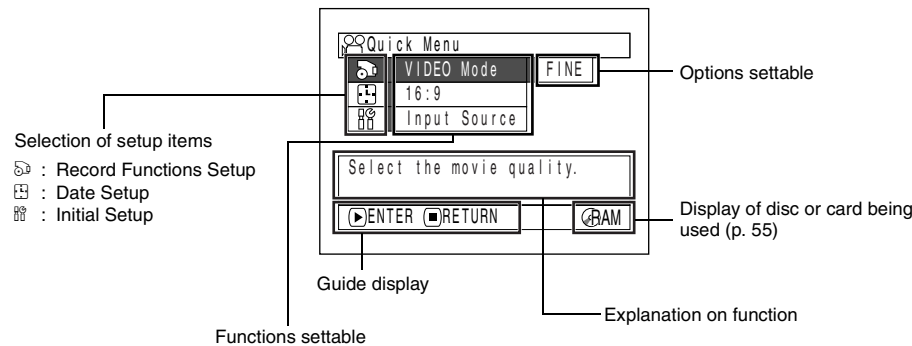 Quick Menu
VIDEO Mode
FINE
16:9
Input Source
Select the movie quality.
ENTER RETURN
RAM
Options settable
Selection of setup items
: Record Functions Setup
: Date Setup
: Initial Setup
Display of disc or card being
used (p. 55)
Guide display
Explanation on function
Functions settable